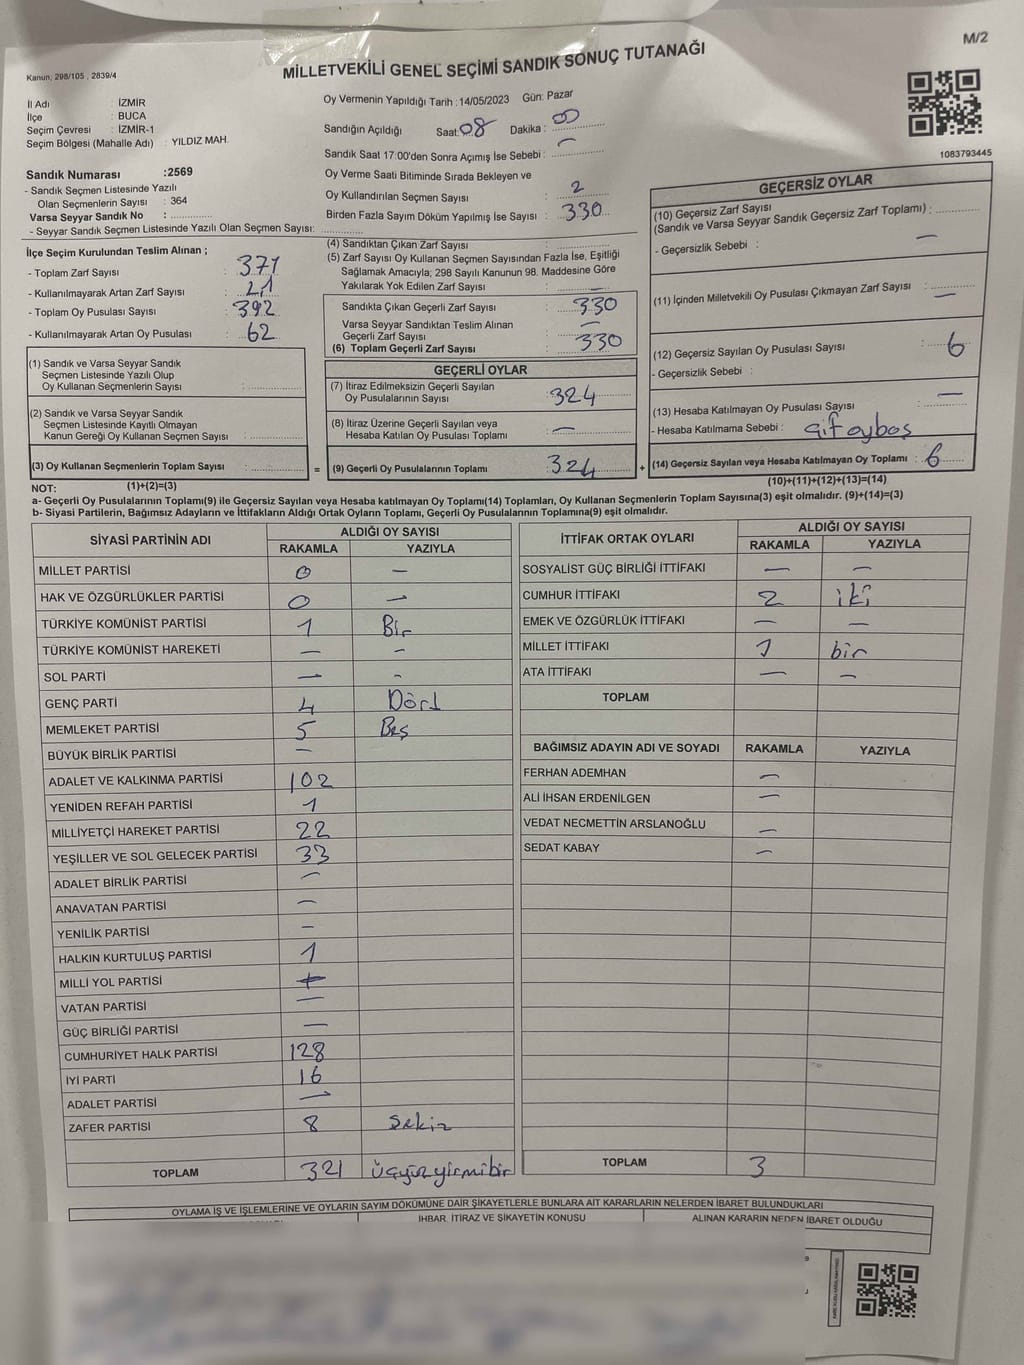 M/2
Kanun; 298/105 , 2839/4
MİLLETVEKİLİ GENEL SEÇİMİ SANDIK SONUÇ TUTANAĞI
1083793445
İl Adı : İZMİR
İlçe : BUCA
Seçim Çevresi : İZMİR-1
Seçim Bölgesi (Mahalle Adı) : YILDIZ MAH.
Sandık Numarası :2569
- Sandık Seçmen Listesinde Yazılı
Olan Seçmenlerin Sayısı : 364
Varsa Seyyar Sandık No :
- Seyyar Sandık Seçmen Listesinde Yazılı Olan Seçmen Sayısı:
Oy Vermenin Yapıldığı Tarih :14/05/2023 Gün: Pazar
Sandığın Açıldığı Saat:08 Dakika : 00
Sandık Saat 17:00'den Sonra Açımış İse Sebebi : —
Oy Verme Saati Bitiminde Sırada Bekleyen ve
Oy Kullandırılan Seçmen Sayısı : 2
Birden Fazla Sayım Döküm Yapılmış İse Sayısı : 330
İlçe Seçim Kurulundan Teslim Alınan ;
- Toplam Zarf Sayısı : 371
- Kullanılmayarak Artan Zarf Sayısı :
- Toplam Oy Pusulası Sayısı : 392
- Kullanılmayarak Artan Oy Pusulası : 62
(1) Sandık ve Varsa Seyyar Sandık
Seçmen Listesinde Yazılı Olup
Oy Kullanan Seçmenlerin Sayısı :
(2) Sandık ve Varsa Seyyar Sandık
Seçmen Listesinde Kayıtlı Olmayan
Kanun Gereği Oy Kullanan Seçmen Sayısı :
(3) Oy Kullanan Seçmenlerin Toplam Sayısı :
(4) Sandıktan Çıkan Zarf Sayısı :
(5) Zarf Sayısı Oy Kullanan Seçmen Sayısından Fazla İse, Eşitliği
Sağlamak Amacıyla; 298 Sayılı Kanunun 98. Maddesine Göre
Yakılarak Yok Edilen Zarf Sayısı : —
Sandıkta Çıkan Geçerli Zarf Sayısı : 330
Varsa Seyyar Sandıktan Teslim Alınan
Geçerli Zarf Sayısı : —
(6) Toplam Geçerli Zarf Sayısı : 330
GEÇERLİ OYLAR
(7) İtiraz Edilmeksizin Geçerli Sayılan
Oy Pusulalarının Sayısı : 324
(8) İtiraz Üzerine Geçerli Sayılan veya
Hesaba Katılan Oy Pusulası Toplamı : —
= (9) Geçerli Oy Pusulalarının Toplamı : 324
GEÇERSİZ OYLAR
(10) Geçersiz Zarf Sayısı
(Sandık ve Varsa Seyyar Sandık Geçersiz Zarf Toplamı) :
- Geçersizlik Sebebi : —
(11) İçinden Milletvekili Oy Pusulası Çıkmayan Zarf Sayısı : —
(12) Geçersiz Sayılan Oy Pusulası Sayısı : 6
- Geçersizlik Sebebi :
(13) Hesaba Katılmayan Oy Pusulası Sayısı : —
- Hesaba Katılmama Sebebi :
+ (14) Geçersiz Sayılan veya Hesaba Katılmayan Oy Toplamı : 6
NOT: (1)+(2)=(3) (10)+(11)+(12)+(13)=(14)
a- Geçerli Oy Pusulalarının Toplamı(9) ile Geçersiz Sayılan veya Hesaba katılmayan Oy Toplamı(14) Toplamları, Oy Kullanan Seçmenlerin Toplam Sayısına(3) eşit olmalıdır. (9)+(14)=(3)
b- Siyasi Partilerin, Bağımsız Adayların ve İttifakların Aldığı Ortak Oyların Toplamı, Geçerli Oy Pusulalarının Toplamına(9) eşit olmalıdır.
SİYASİ PARTİNİN ADI ALDIĞI OY SAYISI
RAKAMLA YAZIYLA
MİLLET PARTİSİ 0 —
HAK VE ÖZGÜRLÜKLER PARTİSİ 0 —
TÜRKİYE KOMÜNİST PARTİSİ 1 Bir
TÜRKİYE KOMÜNİST HAREKETİ — -
SOL PARTİ — -
GENÇ PARTİ 4 Dört
MEMLEKET PARTİSİ 5 Beş
BÜYÜK BİRLİK PARTİSİ —
ADALET VE KALKINMA PARTİSİ 102
YENİDEN REFAH PARTİSİ 1
MİLLİYETÇİ HAREKET PARTİSİ 22
YEŞİLLER VE SOL GELECEK PARTİSİ 33
ADALET BİRLİK PARTİSİ —
ANAVATAN PARTİSİ —
YENİLİK PARTİSİ —
HALKIN KURTULUŞ PARTİSİ 1
MİLLİ YOL PARTİSİ
VATAN PARTİSİ —
GÜÇ BİRLİĞİ PARTİSİ —
CUMHURİYET HALK PARTİSİ 128
İYİ PARTİ 16
ADALET PARTİSİ —
ZAFER PARTİSİ 8 Sekiz
TOPLAM 321 üçyüzyirmibir
İTTİFAK ORTAK OYLARI ALDIĞI OY SAYISI
RAKAMLA YAZIYLA
SOSYALİST GÜÇ BİRLİĞİ İTTİFAKI — —
CUMHUR İTTİFAKI 2 iki
EMEK VE ÖZGÜRLÜK İTTİFAKI — —
MİLLET İTTİFAKI 1 bir
ATA İTTİFAKI — —
TOPLAM
BAĞIMSIZ ADAYIN ADI VE SOYADI RAKAMLA YAZIYLA
FERHAN ADEMHAN —
ALİ İHSAN ERDENİLGEN —
VEDAT NECMETTİN ARSLANOĞLU —
SEDAT KABAY —
TOPLAM 3
OYLAMA İŞ VE İŞLEMLERİNE VE OYLARIN SAYIM DÖKÜMÜNE DAİR ŞİKAYETLERLE BUNLARA AİT KARARLARIN NELERDEN İBARET BULUNDUKLARI
İHBAR, İTİRAZ VE ŞİKAYETİN KONUSU ALINAN KARARIN NEDEN İBARET OLDUĞU